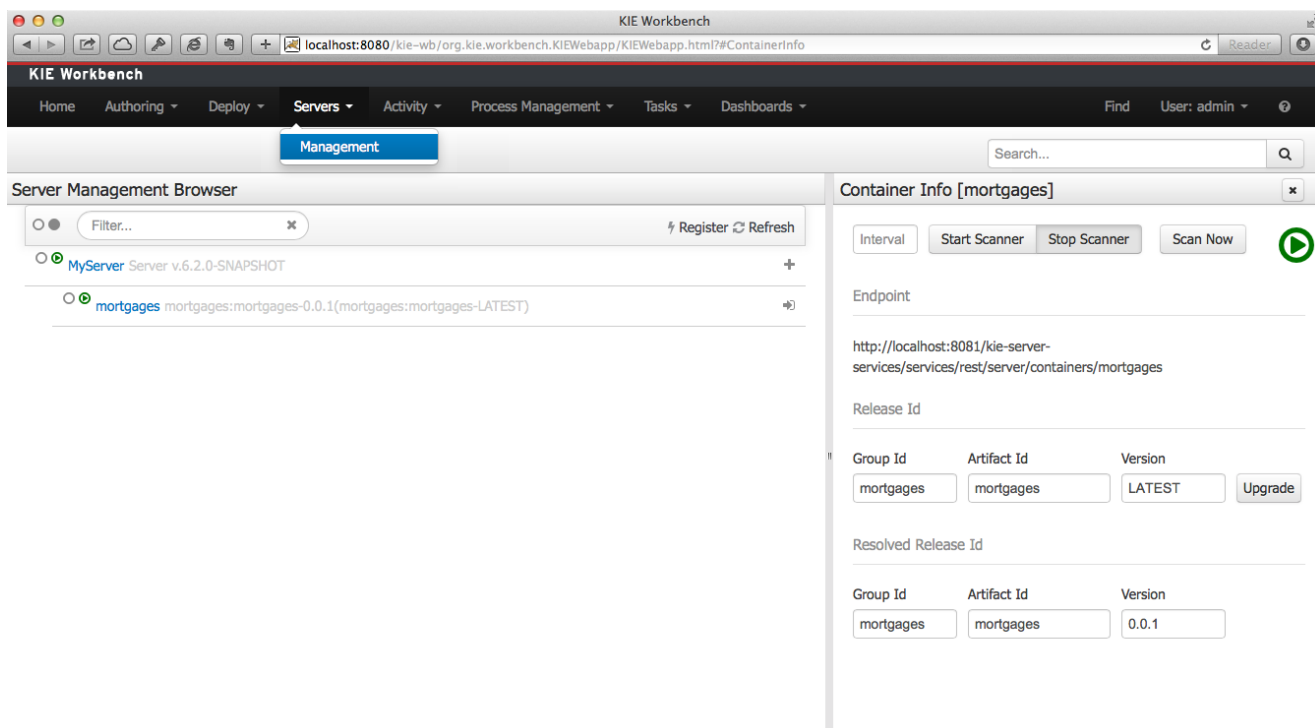 KIE Workbench
localhost:8080/kie-wb/org.kie.workbench.KIEWebapp/KIEWebapp.html?#ContainerInfo
Reader
KIE Workbench
Home Authoring Deploy Servers Activity Process Management Tasks Dashboards Find User: admin
Management
Search...
Server Management Browser
Filter...
Register Refresh
MyServer Server v.6.2.0-SNAPSHOT
mortgages mortgages:mortgages-0.0.1(mortgages:mortgages-LATEST)
Container Info [mortgages]
Interval Start Scanner Stop Scanner Scan Now
Endpoint
http://localhost:8081/kie-server-
services/services/rest/server/containers/mortgages
Release Id
Group Id Artifact Id Version
mortgages mortgages LATEST Upgrade
Resolved Release Id
Group Id Artifact Id Version
mortgages mortgages 0.0.1